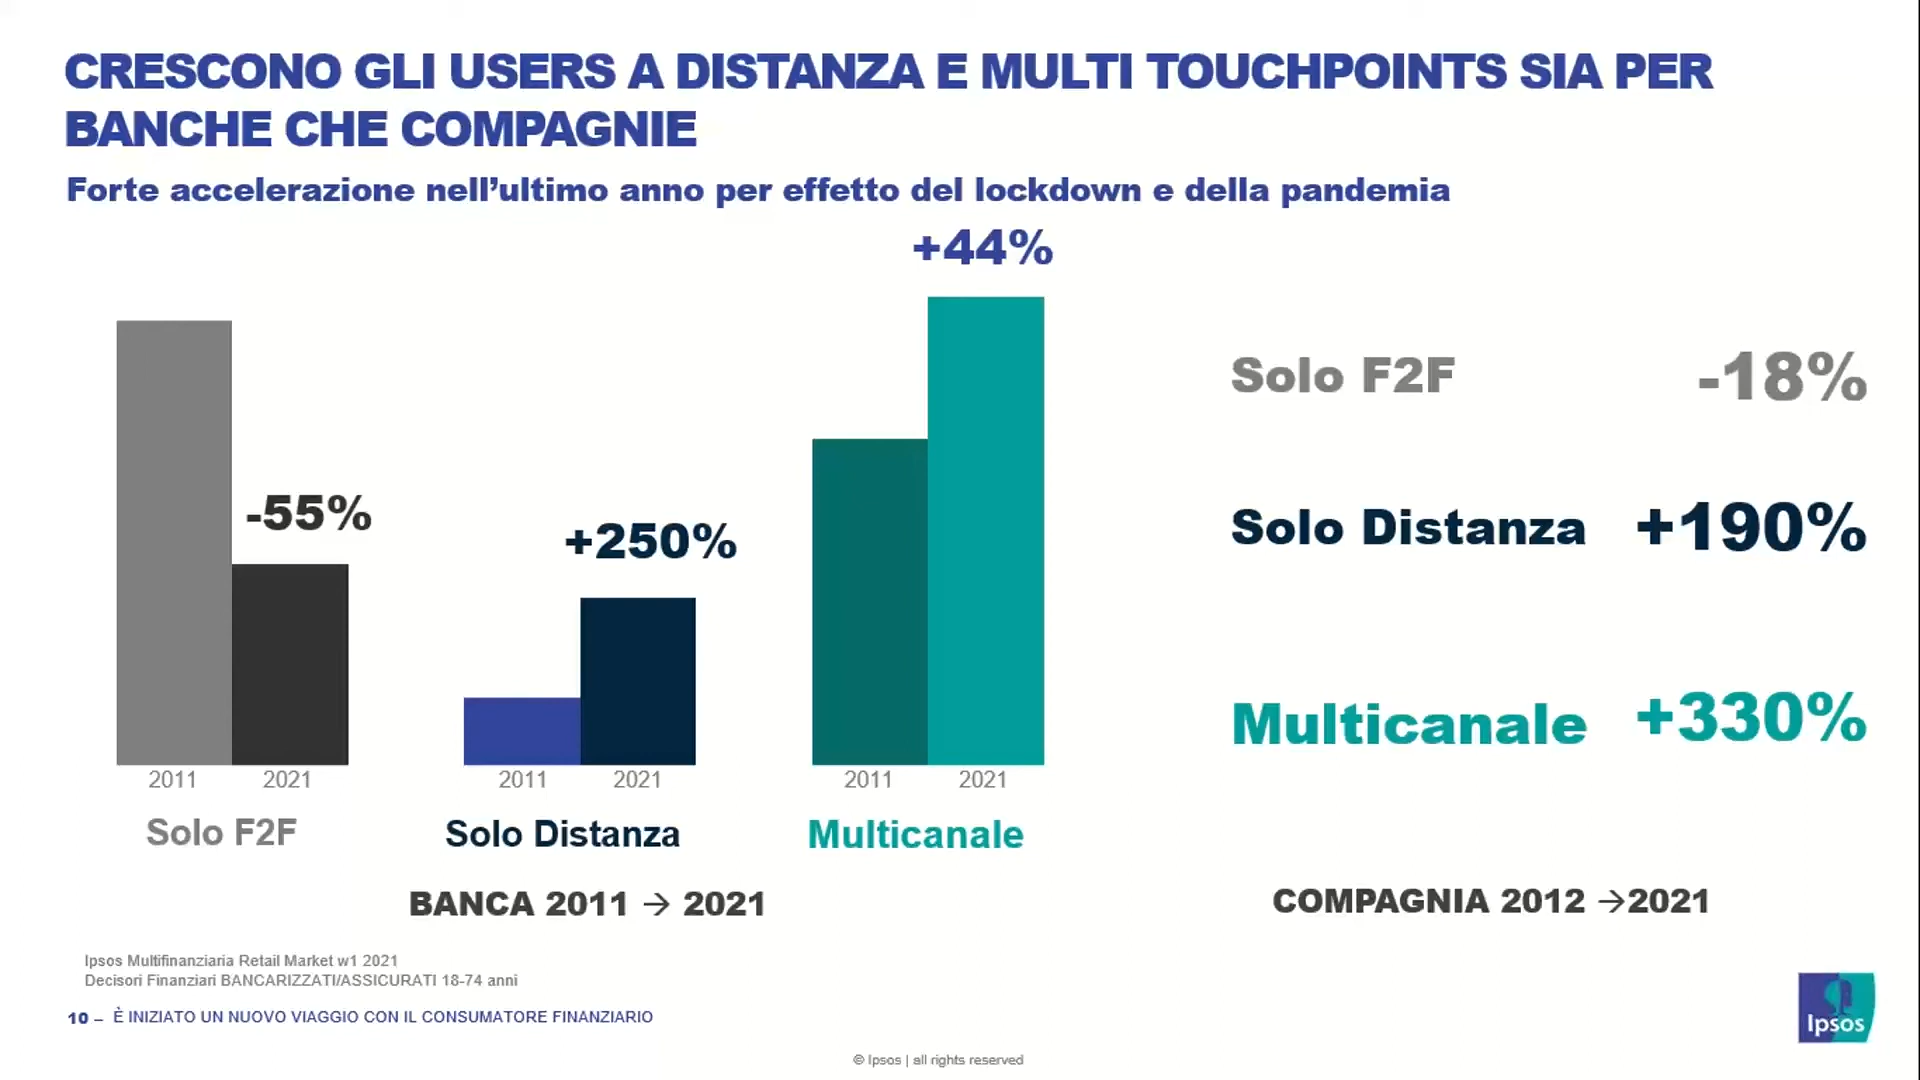 CRESCONO GLI USERS A DISTANZA E MULTI TOUCHPOINTS SIA PER
BANCHE CHE COMPAGNIE
Forte accelerazione nell’ultimo anno per effetto del lockdown e della pandemia
+44%
-55%
+250%
2011 2021
2011 2021
2011 2021
Solo F2F
Solo Distanza
Multicanale
BANCA 2011 → 2021
Solo F2F -18%
Solo Distanza +190%
Multicanale +330%
COMPAGNIA 2012 →2021
Ipsos Multifinanziaria Retail Market w1 2021
Decisori Finanziari BANCARIZZATI/ASSICURATI 18-74 anni
10 – È INIZIATO UN NUOVO VIAGGIO CON IL CONSUMATORE FINANZIARIO
© Ipsos | all rights reserved
Ipsos